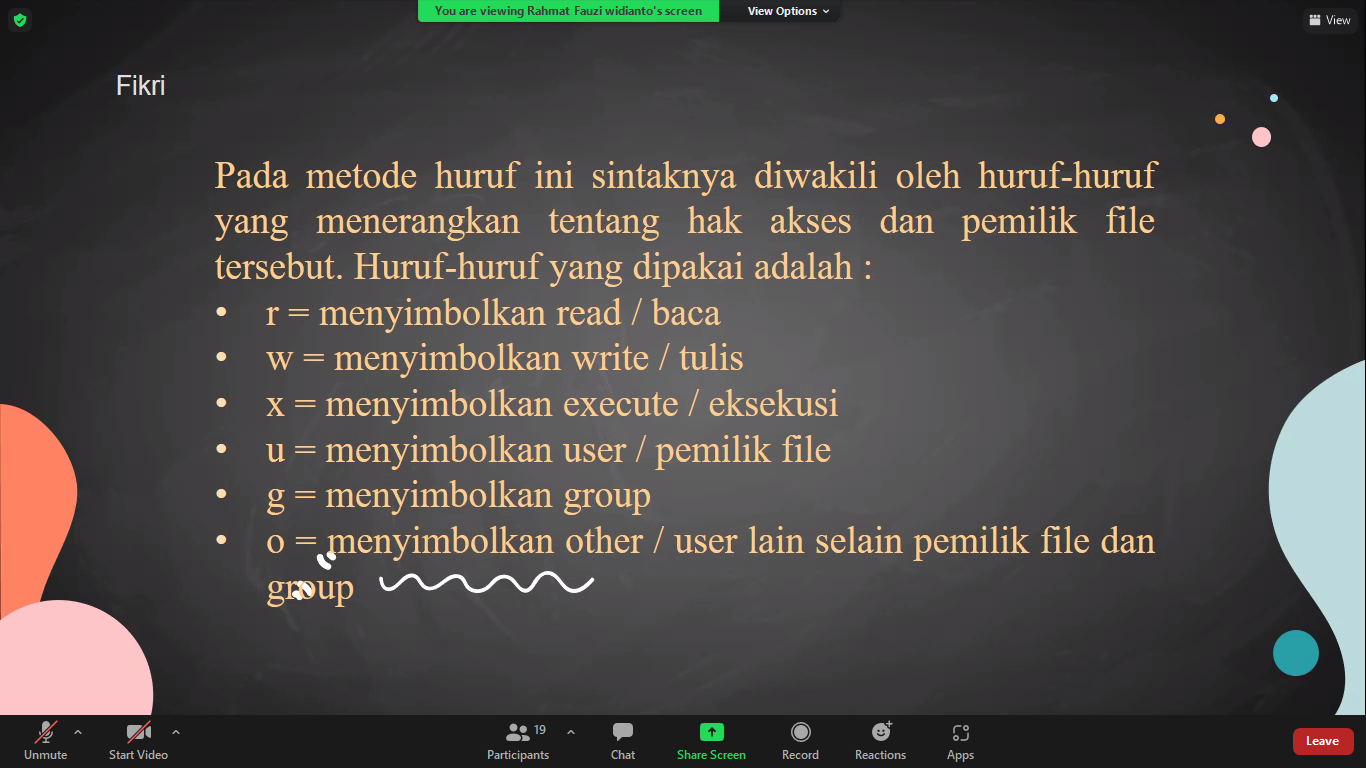 You are viewing Rahmat Fauzi widianto's screen
View Options
View
Fikri
Pada metode huruf ini sintaknya diwakili oleh huruf-huruf
yang menerangkan tentang hak akses dan pemilik file
tersebut. Huruf-huruf yang dipakai adalah :
• r = menyimbolkan read / baca
• w = menyimbolkan write / tulis
• x = menyimbolkan execute / eksekusi
• u = menyimbolkan user / pemilik file
• g = menyimbolkan group
• o = menyimbolkan other / user lain selain pemilik file dan
group
Unmute
Start Video
Participants 19
Chat
Share Screen
Record
Reactions
Apps
Leave